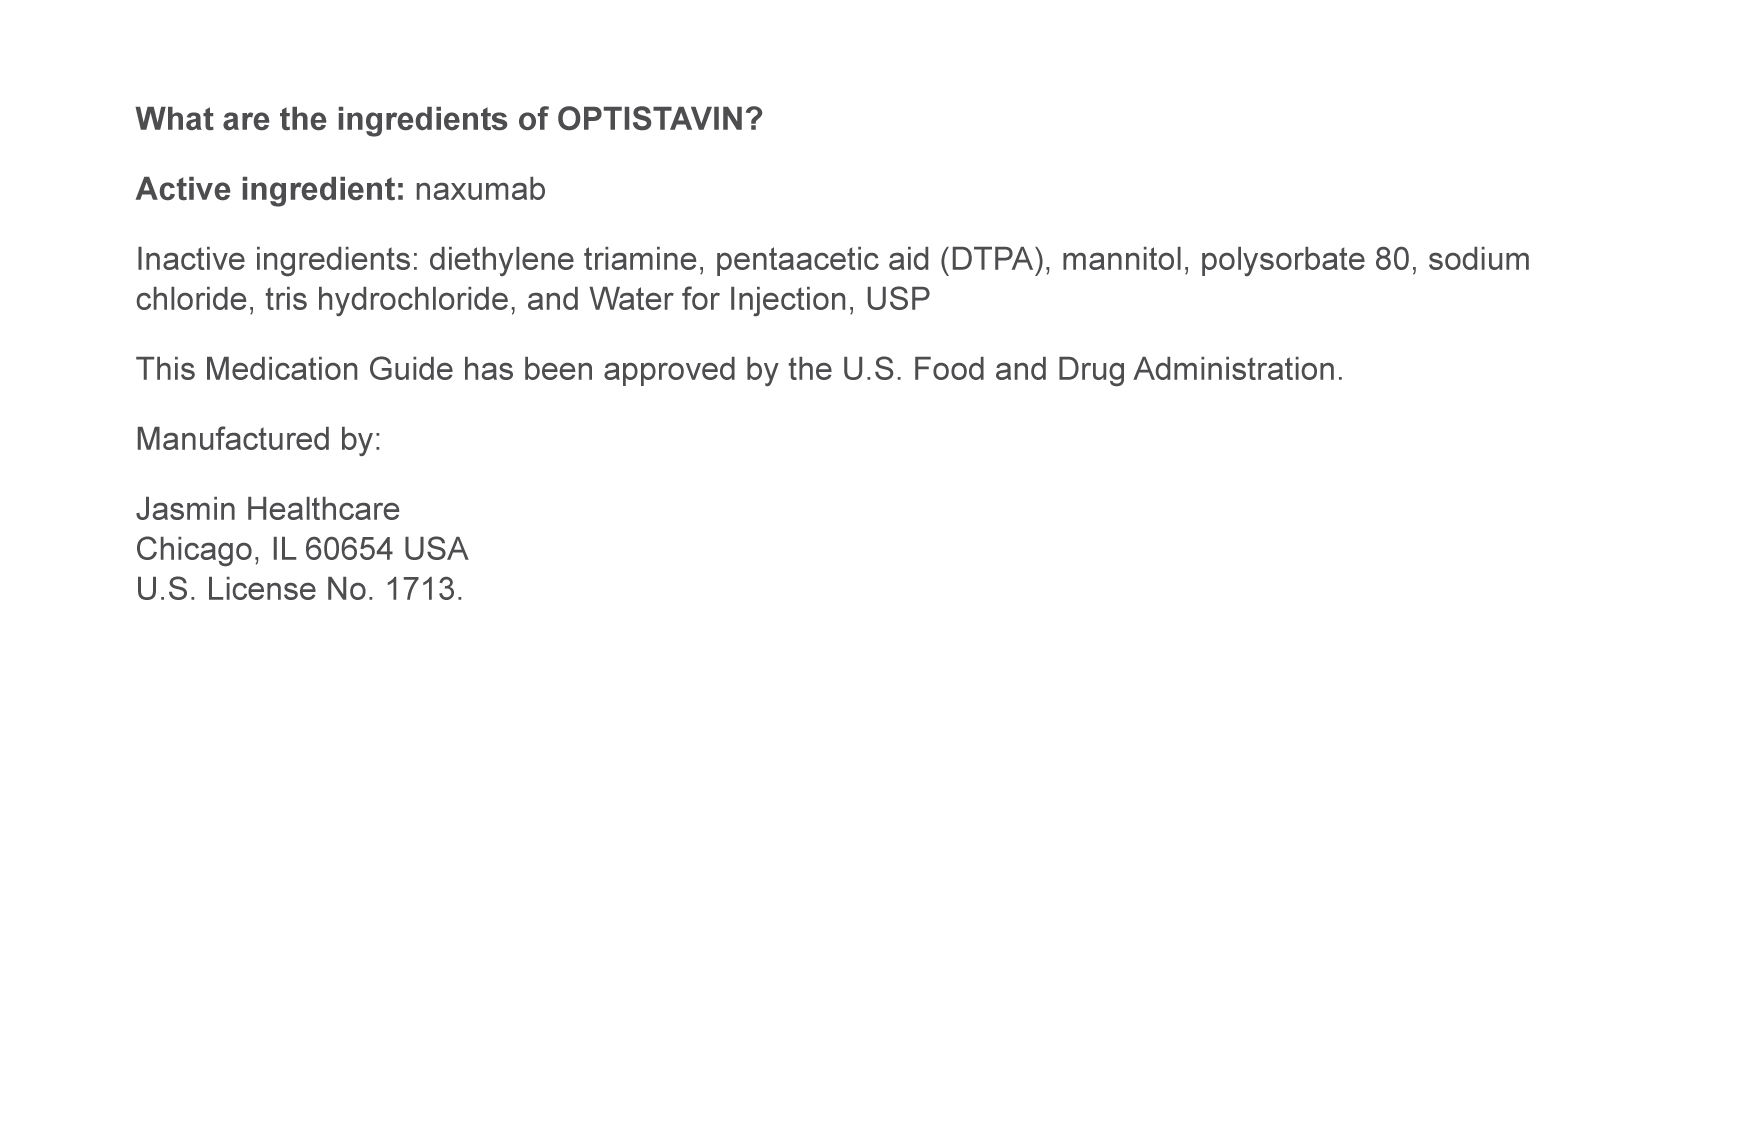 What are the ingredients of OPTISTAVIN?
Active ingredient: naxumab
Inactive ingredients: diethylene triamine, pentaacetic aid (DTPA), mannitol, polysorbate 80, sodium
chloride, tris hydrochloride, and Water for Injection, USP
This Medication Guide has been approved by the U.S. Food and Drug Administration.
Manufactured by:
Jasmin Healthcare
Chicago, IL 60654 USA
U.S. License No. 1713.